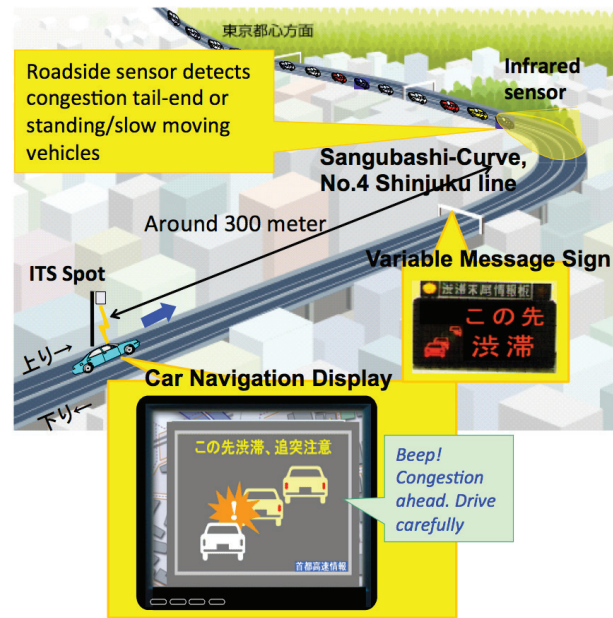 東京都心方面
Roadside sensor detects
congestion tail-end or
standing/slow moving
vehicles
Infrared
sensor
Sangubashi-Curve,
No.4 Shinjuku line
Around 300 meter
Variable Message Sign
ITS Spot
渋滞末尾情報板
この先
渋滞
上り→
Car Navigation Display
下り←
この先渋滞、追突注意
Beep!
Congestion
ahead. Drive
carefully
首都高速情報